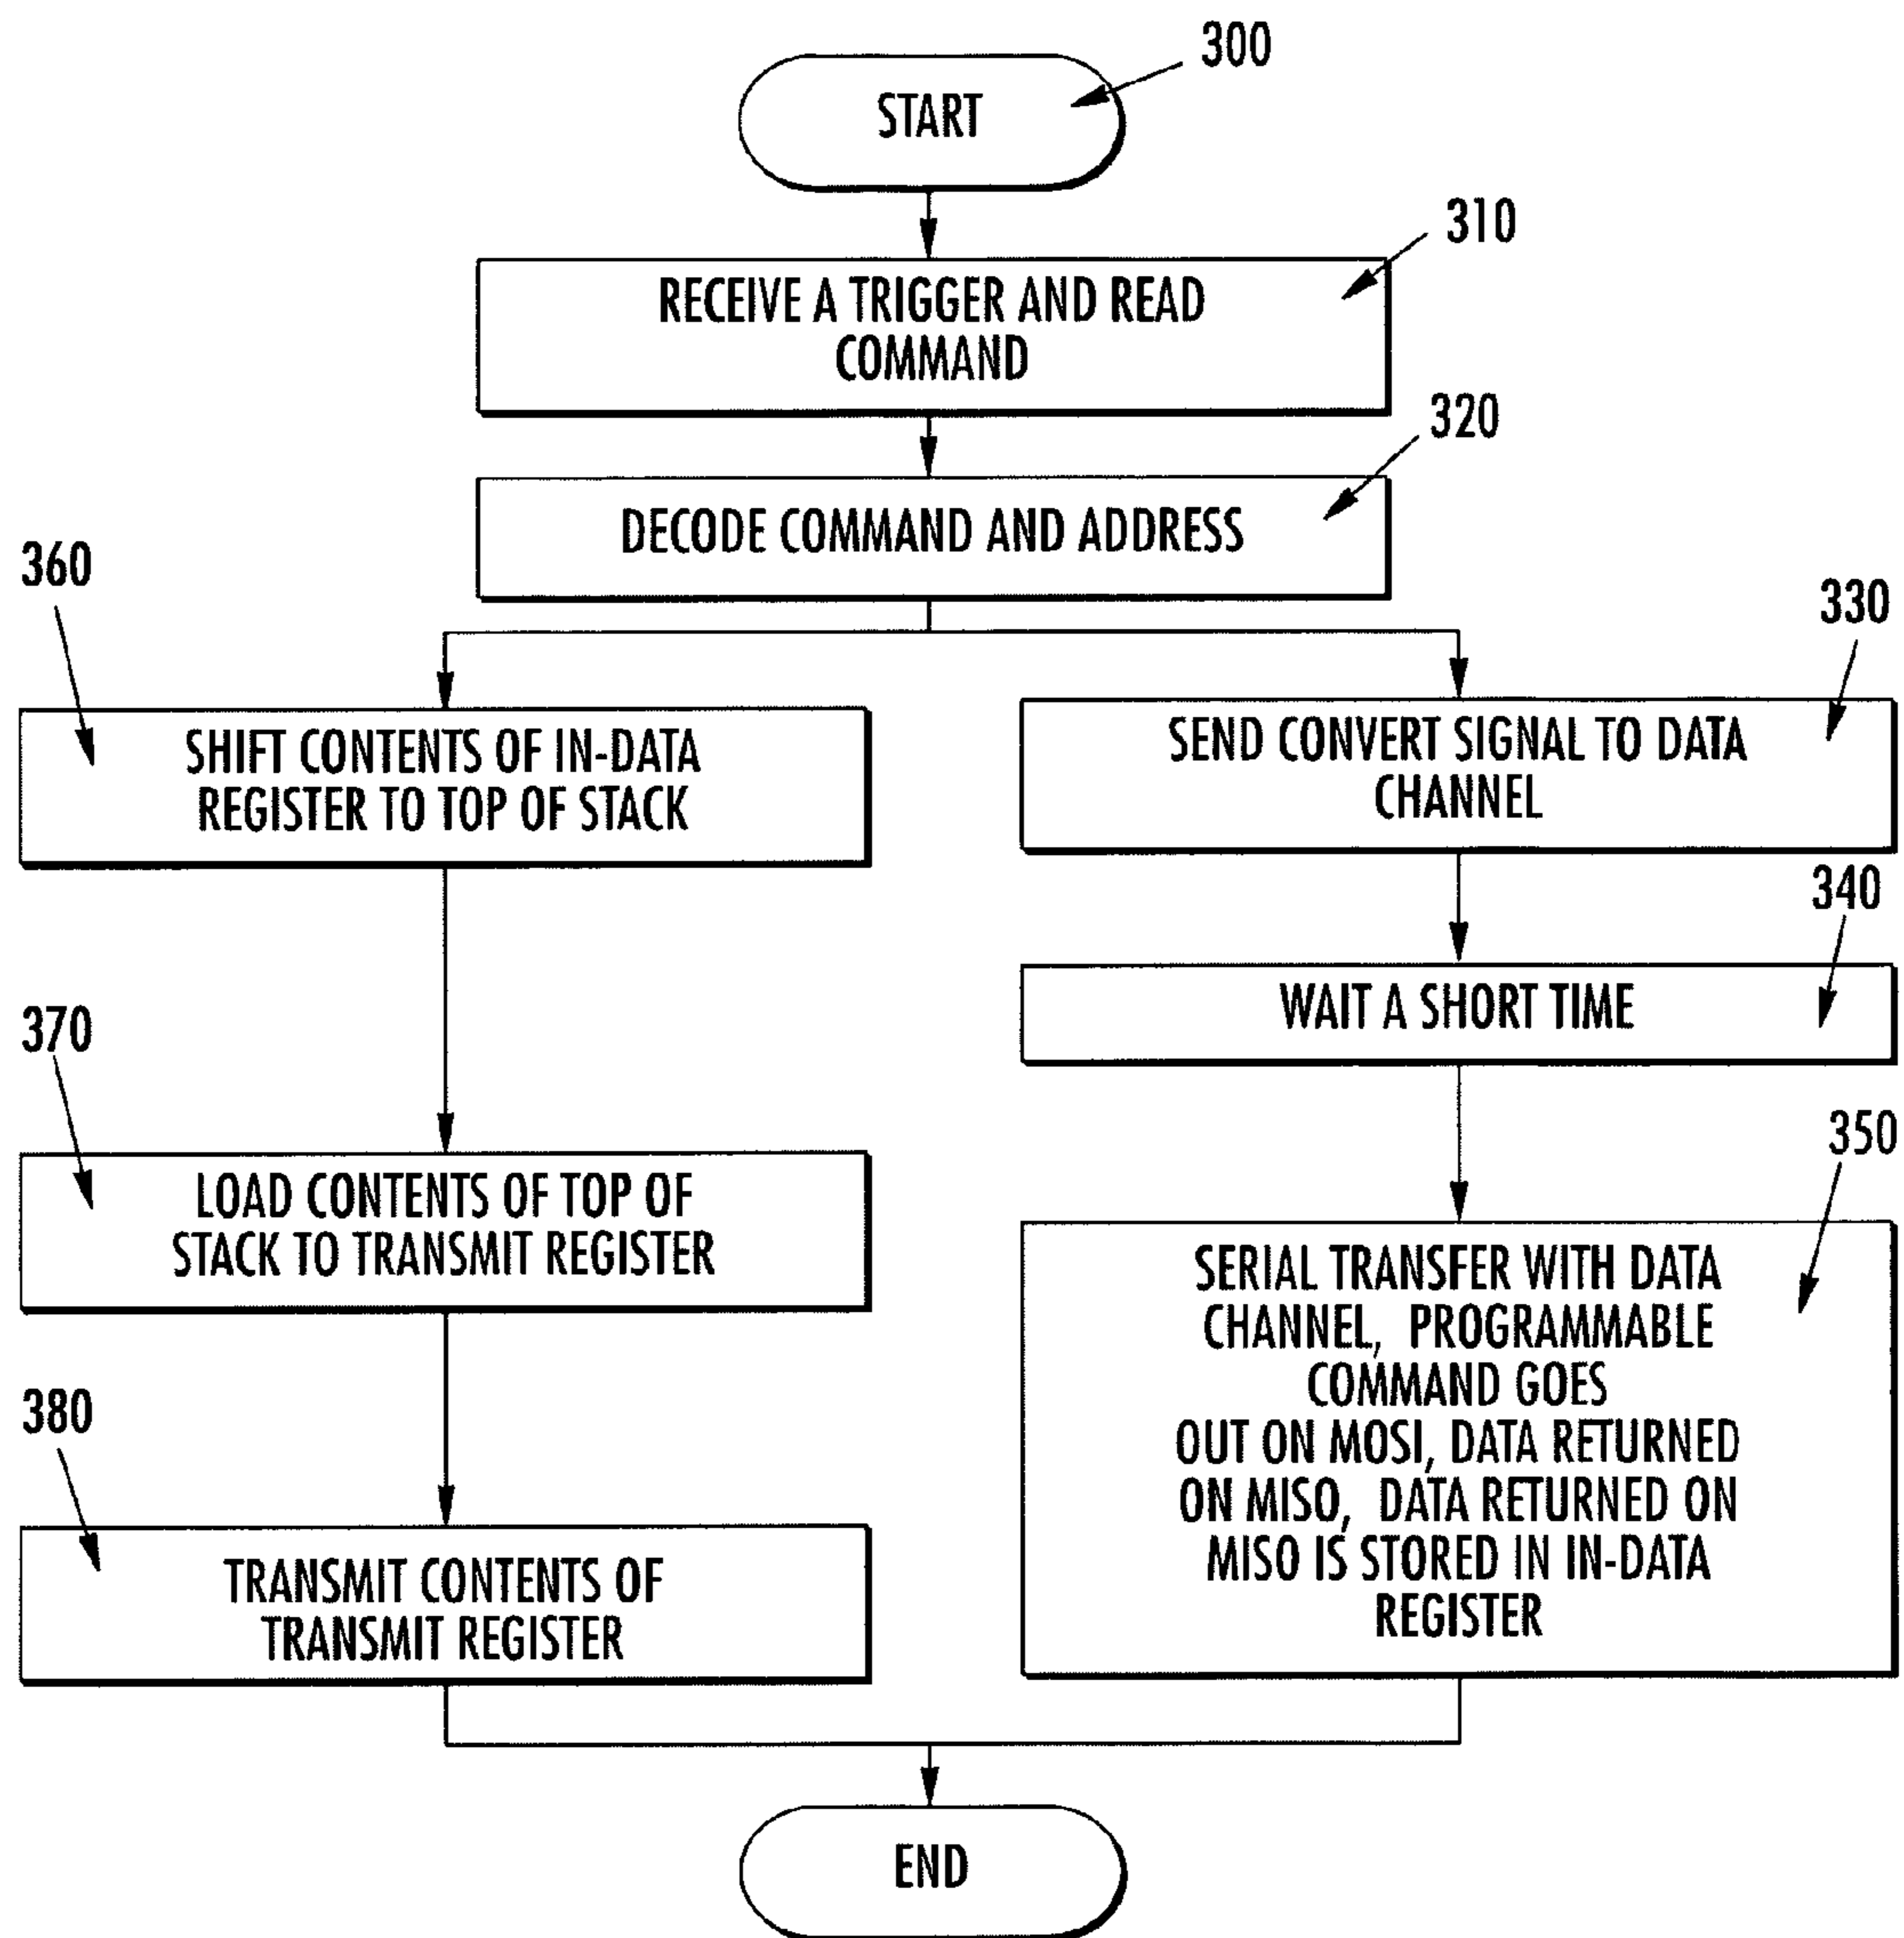 300
START
310
RECEIVE A TRIGGER AND READ
COMMAND
320
DECODE COMMAND AND ADDRESS
360
SHIFT CONTENTS OF IN-DATA
REGISTER TO TOP OF STACK
330
SEND CONVERT SIGNAL TO DATA
CHANNEL
340
WAIT A SHORT TIME
370
LOAD CONTENTS OF TOP OF
STACK TO TRANSMIT REGISTER
350
SERIAL TRANSFER WITH DATA
CHANNEL, PROGRAMMABLE
COMMAND GOES
OUT ON MOSI, DATA RETURNED
ON MISO, DATA RETURNED ON
MISO IS STORED IN IN-DATA
REGISTER
380
TRANSMIT CONTENTS OF
TRANSMIT REGISTER
END